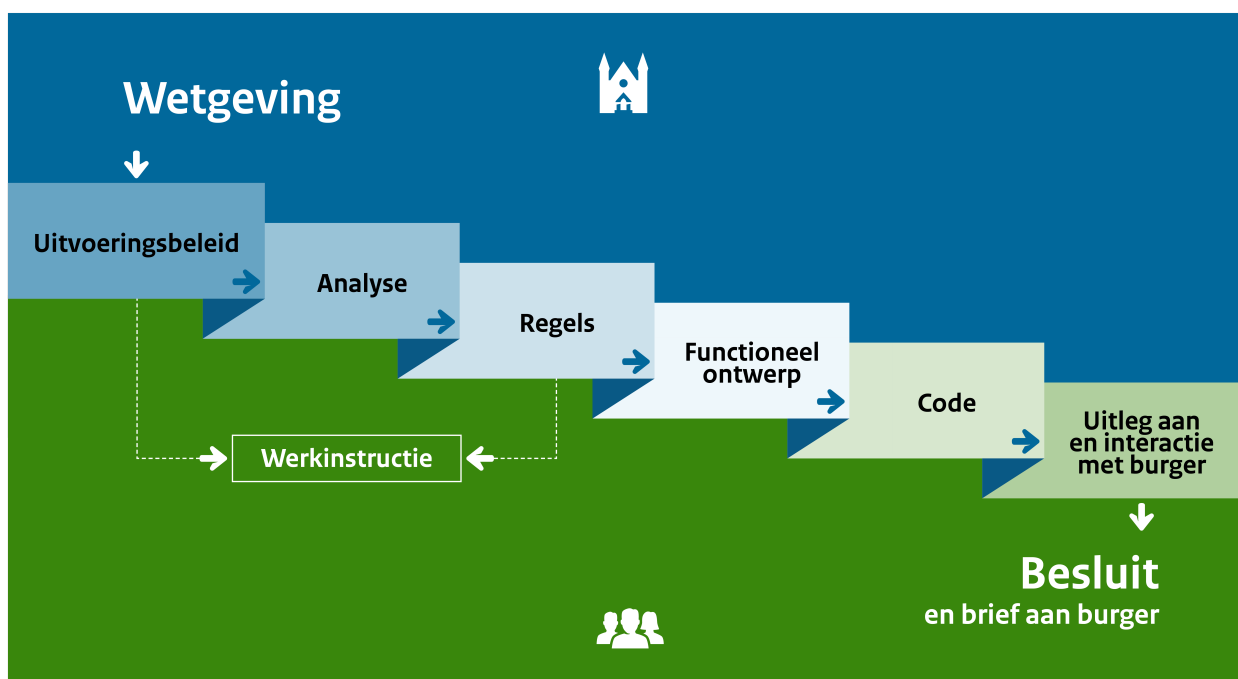 Wetgeving
Uitvoeringsbeleid
Analyse
Regels
Functioneel
ontwerp
Code
Uitleg aan
en interactie
met burger
Werkinstructie
Besluit
en brief aan burger